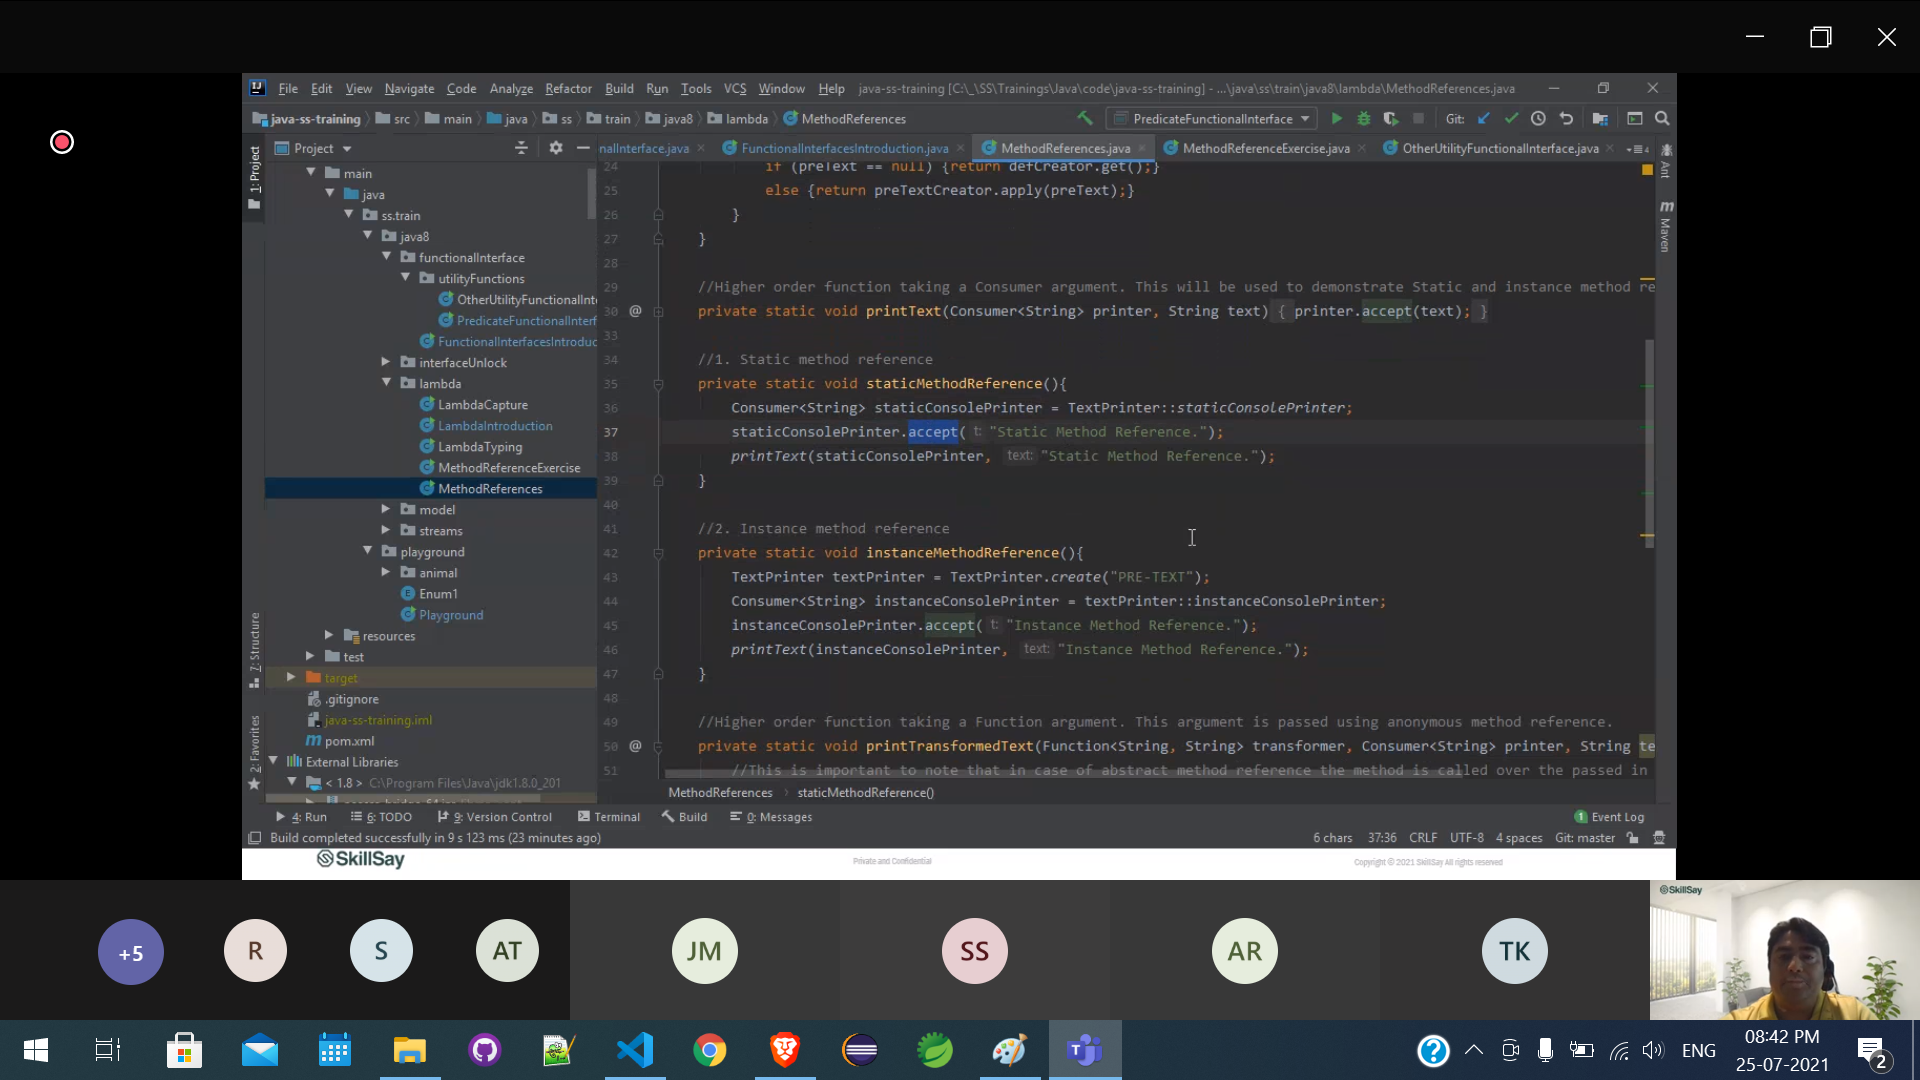 File Edit View Navigate Code Analyze Refactor Build Run Tools VCS Window Help java-ss-training [C:\_\SS\Trainings\Java\code\java-ss-training] - ...\java\ss\train\java8\lambda\MethodReferences.java
java-ss-training src main java ss train java8 lambda MethodReferences PredicateFunctionalInterface Git:
Project nalInterface.java FunctionalInterfacesIntroduction.java MethodReferences.java MethodReferenceExercise.java OtherUtilityFunctionalInterface.java
1: Project
7: Structure
2: Favorites
Ant
Maven
main
java
ss.train
java8
functionalInterface
utilityFunctions
OtherUtilityFunctionalInte
PredicateFunctionalInterf
FunctionalInterfacesIntroduc
interfaceUnlock
lambda
LambdaCapture
LambdaIntroduction
LambdaTyping
MethodReferenceExercise
MethodReferences
model
streams
playground
animal
Enum1
Playground
resources
test
target
.gitignore
java-ss-training.iml
pom.xml
External Libraries
< 1.8 > C:\Program Files\Java\jdk1.8.0_201
24 if (preText == null) {return defCreator.get();}
25 else {return preTextCreator.apply(preText);}
26 }
27 }
28
29 //Higher order function taking a Consumer argument. This will be used to demonstrate Static and instance method re
30 @ private static void printText(Consumer<String> printer, String text) { printer.accept(text); }
33
34 //1. Static method reference
35 private static void staticMethodReference(){
36 Consumer<String> staticConsolePrinter = TextPrinter::staticConsolePrinter;
37 staticConsolePrinter.accept( t: "Static Method Reference.");
38 printText(staticConsolePrinter, text: "Static Method Reference.");
39 }
40
41 //2. Instance method reference
42 private static void instanceMethodReference(){
43 TextPrinter textPrinter = TextPrinter.create("PRE-TEXT");
44 Consumer<String> instanceConsolePrinter = textPrinter::instanceConsolePrinter;
45 instanceConsolePrinter.accept( t: "Instance Method Reference.");
46 printText(instanceConsolePrinter, text: "Instance Method Reference.");
47 }
48
49 //Higher order function taking a Function argument. This argument is passed using anonymous method reference.
50 @ private static void printTransformedText(Function<String, String> transformer, Consumer<String> printer, String te
51 //This is important to note that in case of abstract method reference the method is called over the passed in
MethodReferences staticMethodReference()
4: Run 6: TODO 9: Version Control Terminal Build 0: Messages 1 Event Log
Build completed successfully in 9 s 123 ms (23 minutes ago) 6 chars 37:36 CRLF UTF-8 4 spaces Git: master
SkillSay Private and Confidential Copyright © 2021 SkillSay All rights reserved
+5 R S AT JM SS AR TK
SkillSay
ENG
08:42 PM
25-07-2021
2